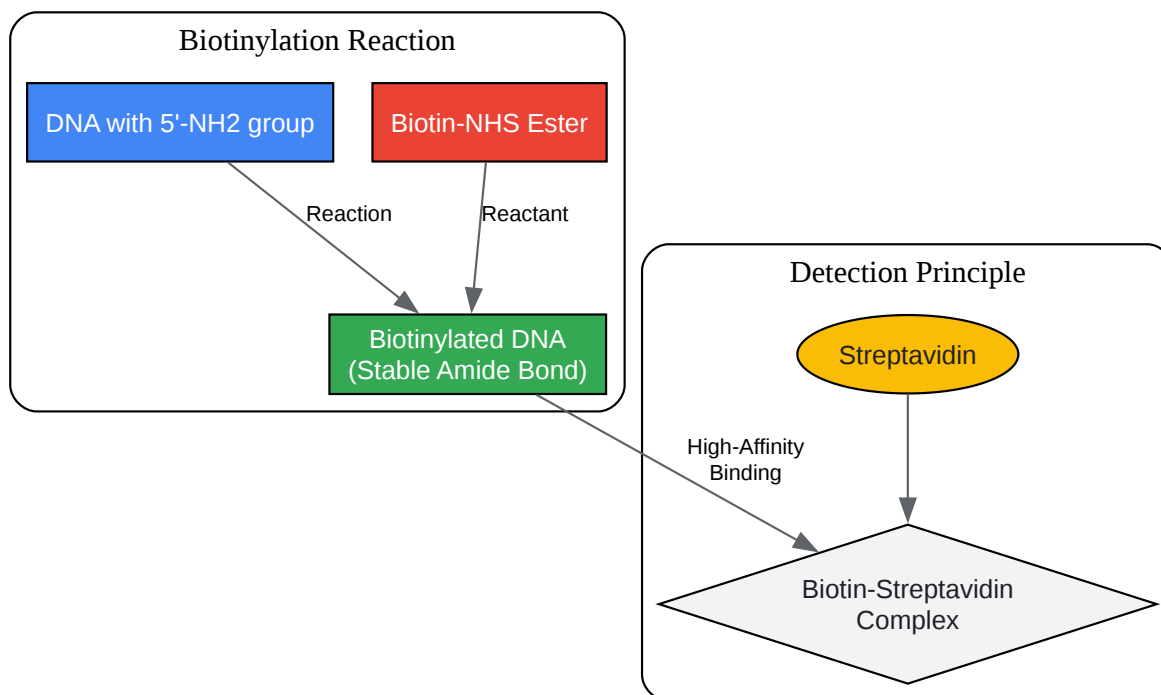 Biotinylation Reaction
DNA with 5'-NH2 group
Biotin-NHS Ester
Reaction
Reactant
Biotinylated DNA
(Stable Amide Bond)
Detection Principle
Streptavidin
High-Affinity
Binding
Biotin-Streptavidin
Complex